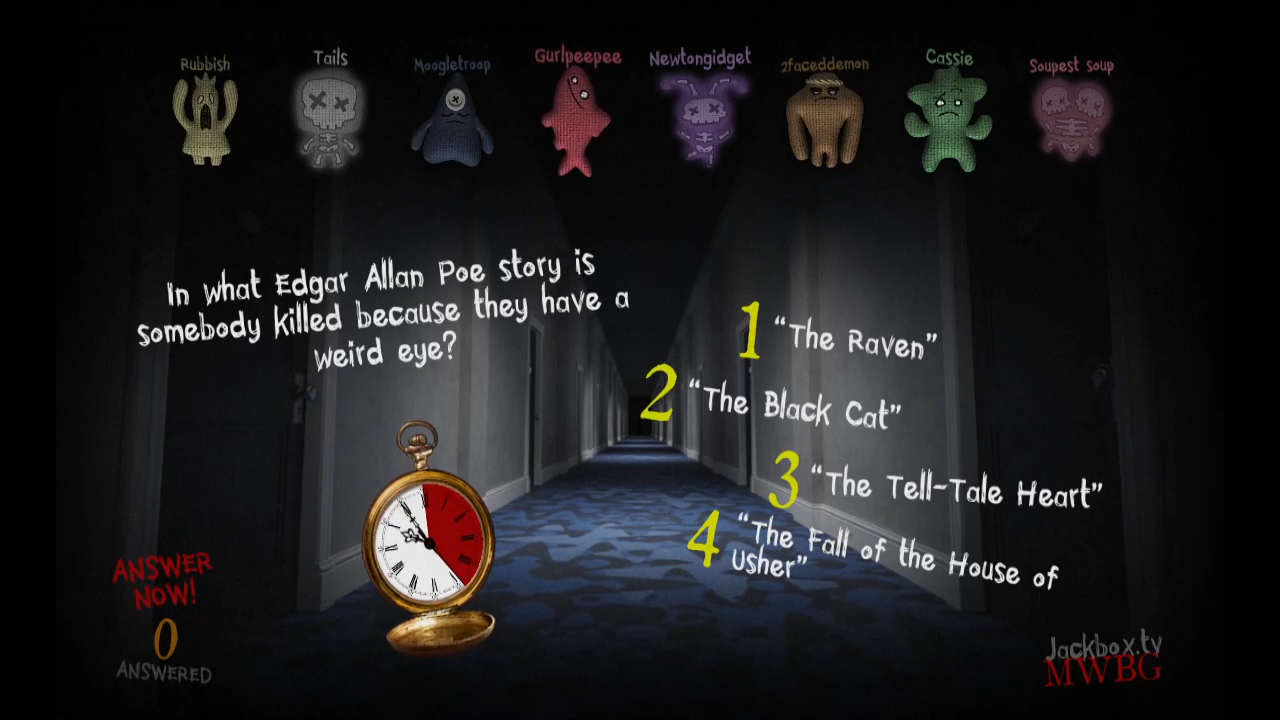 Rubbish
Tails
Moogletroop
Gurlpeepee
Newtongidget
2faceddemon
Cassie
Soupest soup
In what Edgar Allan Poe story is
somebody killed because they have a
weird eye?
1 "The Raven"
2 "The Black Cat"
3 "The Tell-Tale Heart"
4 "The Fall of the House of
Usher"
ANSWER
NOW!
0
ANSWERED
Jackbox.tv
MWBG